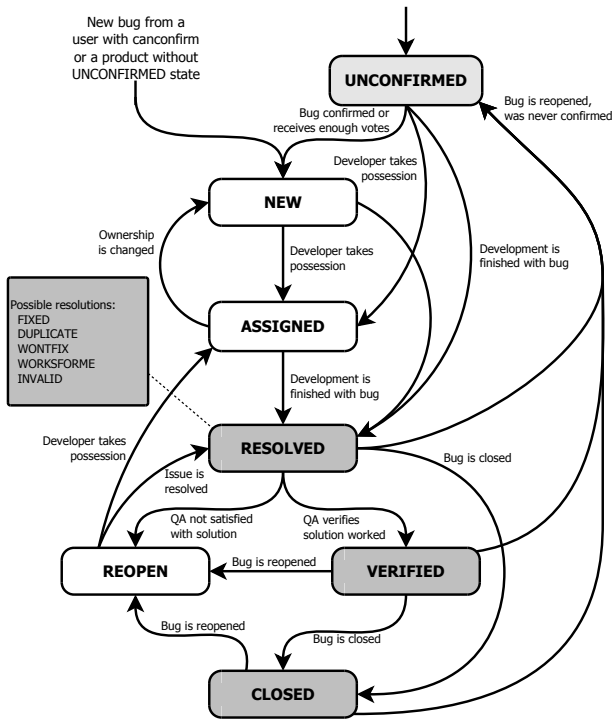 New bug from a
user with canconfirm
or a product without
UNCONFIRMED state
UNCONFIRMED
Bug is reopened,
was never confirmed
Bug confirmed or
receives enough votes
Developer takes
possession
NEW
Ownership
is changed
Developer takes
possession
Development is
finished with bug
Possible resolutions:
FIXED
DUPLICATE
WONTFIX
WORKSFORME
INVALID
ASSIGNED
Development is
finished with bug
Developer takes
possession
RESOLVED
Bug is closed
Issue is
resolved
QA not satisfied
with solution
QA verifies
solution worked
REOPEN
Bug is reopened
VERIFIED
Bug is reopened
Bug is closed
CLOSED